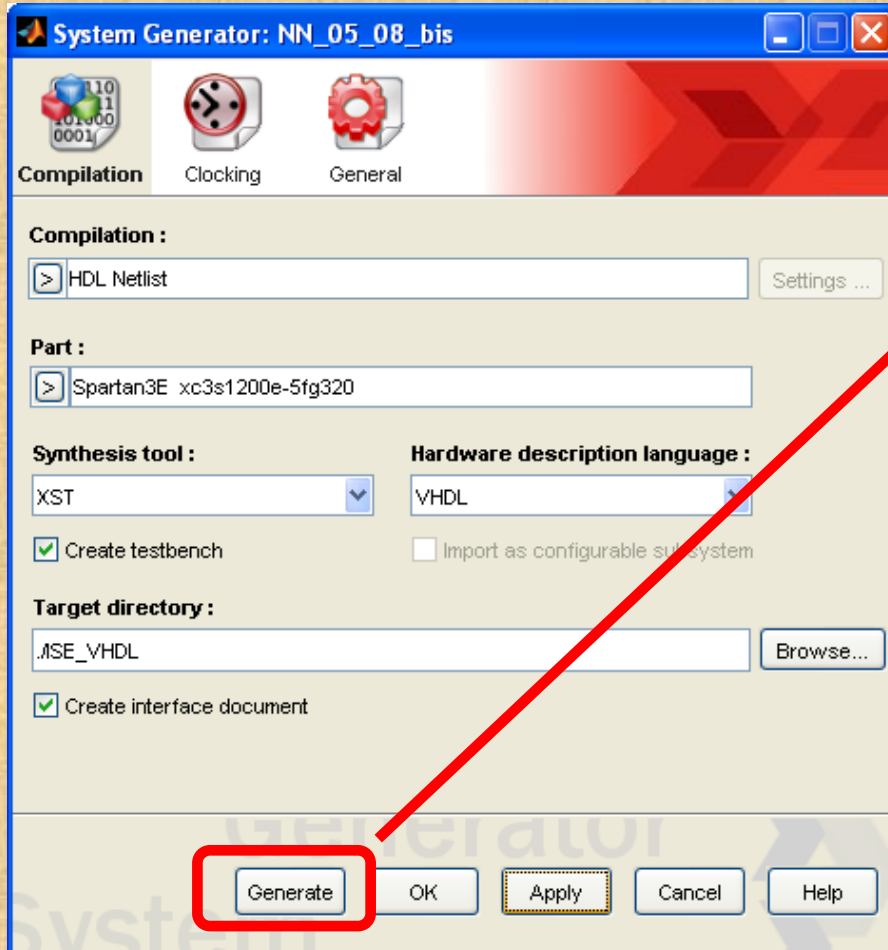 System Generator: NN_05_08_bis
Compilation Clocking General
Compilation :
> HDL Netlist Settings ...
Part :
> Spartan3E xc3s1200e-5fg320
Synthesis tool : Hardware description language :
XST VHDL
Create testbench Import as configurable subsystem
Target directory :
./ISE_VHDL Browse...
Create interface document
Generator
Generate OK Apply Cancel Help
System